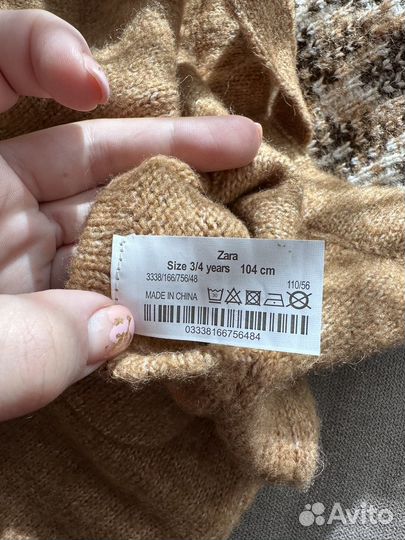 Zara
Size 3/4 years 104 cm
3338/166/756/48
110/56
MADE IN CHINA
03338166756484
Avito